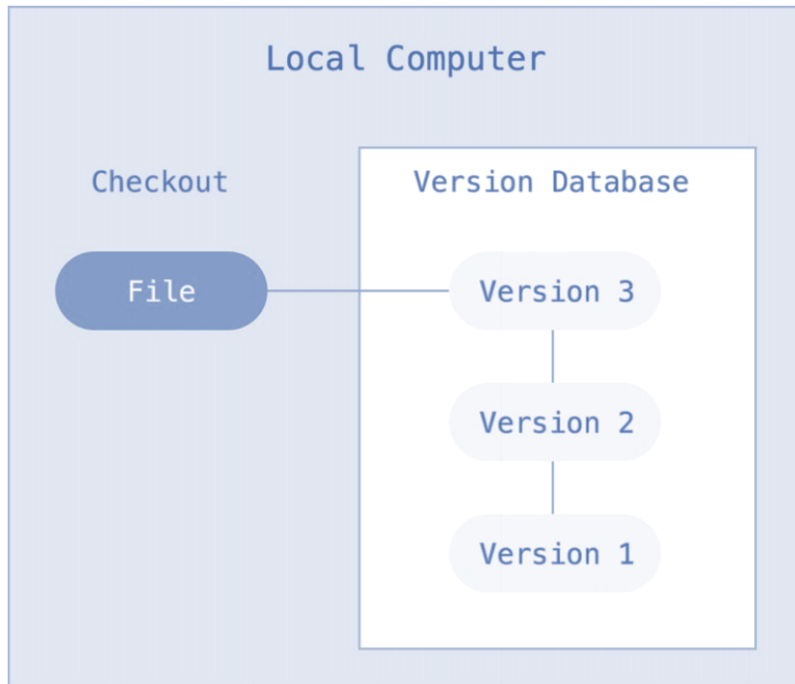 Local Computer
Checkout
Version Database
File
Version 3
Version 2
Version 1